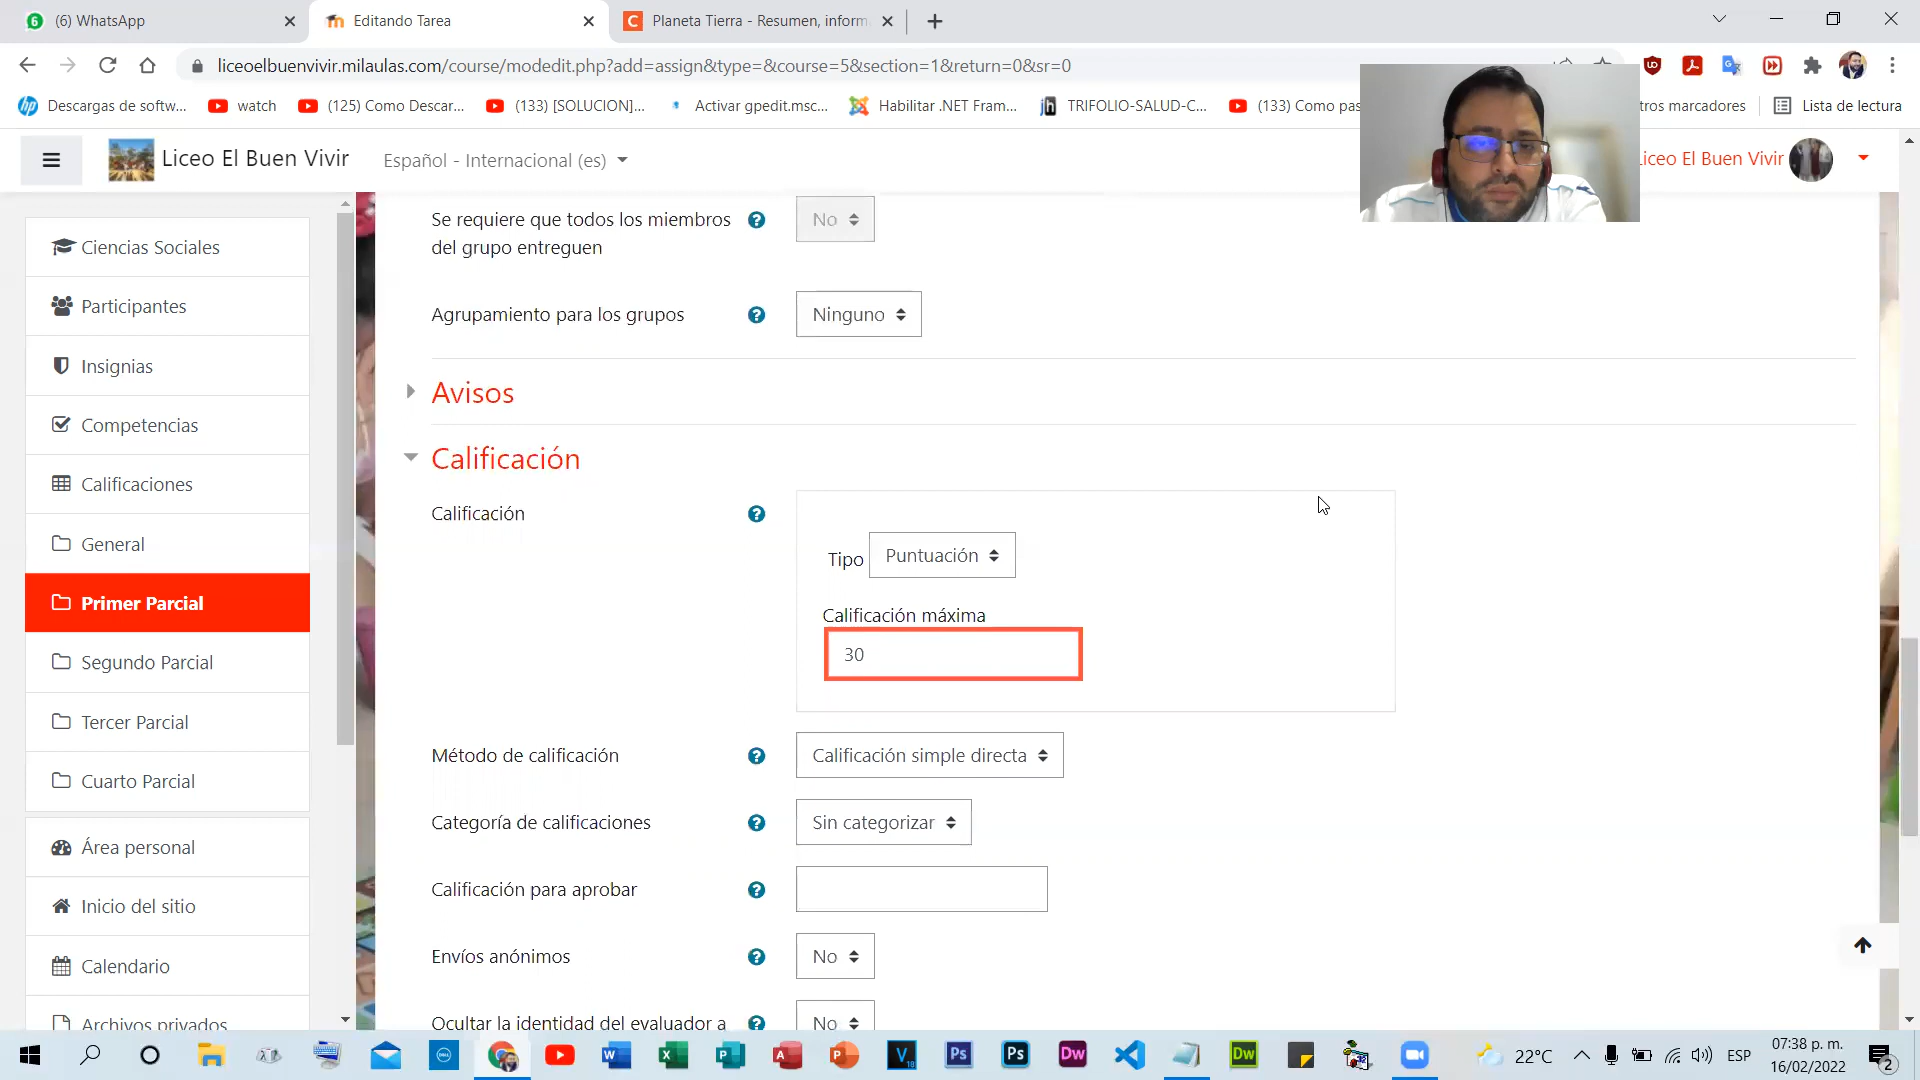 (6) WhatsApp
Editando Tarea
Planeta Tierra - Resumen, inform
liceoelbuenvivir.milaulas.com/course/modedit.php?add=assign&type=&course=5&section=1&return=0&sr=0
Descargas de softw...
watch
(125) Como Descar...
(133) [SOLUCION]...
Activar gpedit.msc...
Habilitar .NET Fram...
TRIFOLIO-SALUD-C...
(133) Como pas
tros marcadores
Lista de lectura
Liceo El Buen Vivir
Español - Internacional (es)
Liceo El Buen Vivir
Ciencias Sociales
Participantes
Insignias
Competencias
Calificaciones
General
Primer Parcial
Segundo Parcial
Tercer Parcial
Cuarto Parcial
Área personal
Inicio del sitio
Calendario
Archivos privados
Se requiere que todos los miembros
del grupo entreguen
No
Agrupamiento para los grupos
Ninguno
Avisos
Calificación
Calificación
Tipo
Puntuación
Calificación máxima
30
Método de calificación
Calificación simple directa
Categoría de calificaciones
Sin categorizar
Calificación para aprobar
Envíos anónimos
No
Ocultar la identidad del evaluador a
No
22°C
ESP
07:38 p. m.
16/02/2022
2